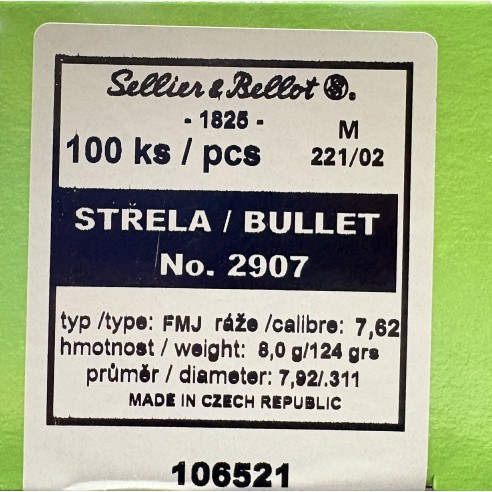 Sellier & Bellot ®.
- 1825 -
M
100 ks / pcs
221/02
STŘELA / BULLET
No. 2907
typ /type: FMJ ráže /calibre: 7,62
hmotnost / weight: 8,0 g/124 grs
průměr / diameter: 7,92/.311
MADE IN CZECH REPUBLIC
106521